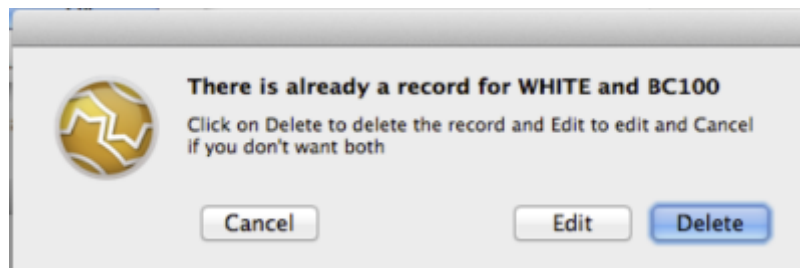 There is already a record for WHITE and BC100
Click on Delete to delete the record and Edit to edit and Cancel
if you don't want both
Cancel Edit Delete